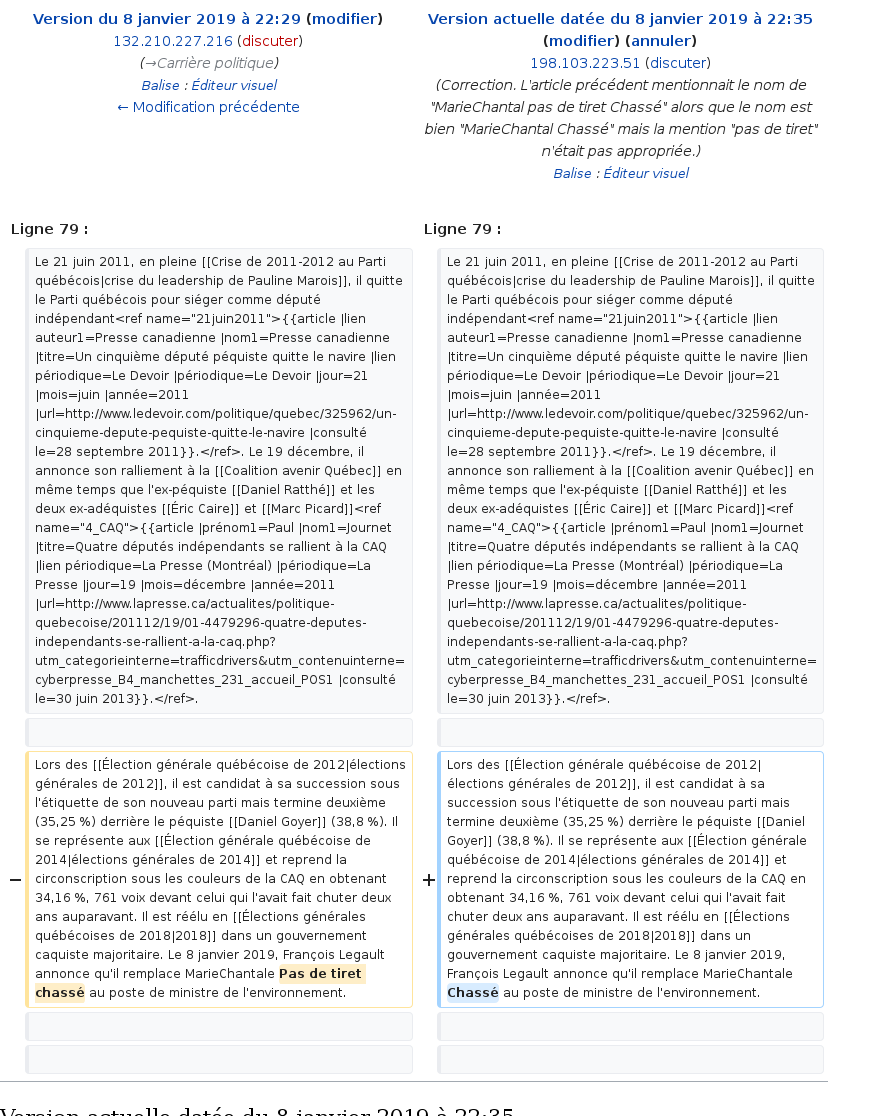 Version du 8 janvier 2019 à 22:29 (modifier)
132.210.227.216 (discuter)
(→Carrière politique)
Balise : Éditeur visuel
← Modification précédente
Version actuelle datée du 8 janvier 2019 à 22:35
(modifier) (annuler)
198.103.223.51 (discuter)
(Correction. L'article précédent mentionnait le nom de
"MarieChantal pas de tiret Chassé" alors que le nom est
bien "MarieChantal Chassé" mais la mention "pas de tiret"
n'était pas appropriée.)
Balise : Éditeur visuel
Ligne 79 :
Le 21 juin 2011, en pleine [[Crise de 2011-2012 au Parti
québécois|crise du leadership de Pauline Marois]], il quitte
le Parti québécois pour siéger comme député
indépendant<ref name="21juin2011">{{article |lien
auteur1=Presse canadienne |nom1=Presse canadienne
|titre=Un cinquième député péquiste quitte le navire |lien
périodique=Le Devoir |périodique=Le Devoir |jour=21
|mois=juin |année=2011
|url=http://www.ledevoir.com/politique/quebec/325962/un-
cinquieme-depute-pequiste-quitte-le-navire |consulté
le=28 septembre 2011}}.</ref>. Le 19 décembre, il
annonce son ralliement à la [[Coalition avenir Québec]] en
même temps que l'ex-péquiste [[Daniel Ratthé]] et les
deux ex-adéquistes [[Éric Caire]] et [[Marc Picard]]<ref
name="4_CAQ">{{article |prénom1=Paul |nom1=Journet
|titre=Quatre députés indépendants se rallient à la CAQ
|lien périodique=La Presse (Montréal) |périodique=La
Presse |jour=19 |mois=décembre |année=2011
|url=http://www.lapresse.ca/actualites/politique-
quebecoise/201112/19/01-4479296-quatre-deputes-
independants-se-rallient-a-la-caq.php?
utm_categorieinterne=trafficdrivers&utm_contenuinterne=
cyberpresse_B4_manchettes_231_accueil_POS1 |consulté
le=30 juin 2013}}.</ref>.
Ligne 79 :
Le 21 juin 2011, en pleine [[Crise de 2011-2012 au Parti
québécois|crise du leadership de Pauline Marois]], il quitte
le Parti québécois pour siéger comme député
indépendant<ref name="21juin2011">{{article |lien
auteur1=Presse canadienne |nom1=Presse canadienne
|titre=Un cinquième député péquiste quitte le navire |lien
périodique=Le Devoir |périodique=Le Devoir |jour=21
|mois=juin |année=2011
|url=http://www.ledevoir.com/politique/quebec/325962/un-
cinquieme-depute-pequiste-quitte-le-navire |consulté
le=28 septembre 2011}}.</ref>. Le 19 décembre, il
annonce son ralliement à la [[Coalition avenir Québec]] en
même temps que l'ex-péquiste [[Daniel Ratthé]] et les
deux ex-adéquistes [[Éric Caire]] et [[Marc Picard]]<ref
name="4_CAQ">{{article |prénom1=Paul |nom1=Journet
|titre=Quatre députés indépendants se rallient à la CAQ
|lien périodique=La Presse (Montréal) |périodique=La
Presse |jour=19 |mois=décembre |année=2011
|url=http://www.lapresse.ca/actualites/politique-
quebecoise/201112/19/01-4479296-quatre-deputes-
independants-se-rallient-a-la-caq.php?
utm_categorieinterne=trafficdrivers&utm_contenuinterne=
cyberpresse_B4_manchettes_231_accueil_POS1 |consulté
le=30 juin 2013}}.</ref>.
−
Lors des [[Élection générale québécoise de 2012|élections
générales de 2012]], il est candidat à sa succession sous
l'étiquette de son nouveau parti mais termine deuxième
(35,25 %) derrière le péquiste [[Daniel Goyer]] (38,8 %). Il
se représente aux [[Élection générale québécoise de
2014|élections générales de 2014]] et reprend la
circonscription sous les couleurs de la CAQ en obtenant
34,16 %, 761 voix devant celui qui l'avait fait chuter deux
ans auparavant. Il est réélu en [[Élections générales
québécoises de 2018|2018]] dans un gouvernement
caquiste majoritaire. Le 8 janvier 2019, François Legault
annonce qu'il remplace MarieChantale Pas de tiret
chassé au poste de ministre de l'environnement.
+
Lors des [[Élection générale québécoise de 2012|
élections générales de 2012]], il est candidat à sa
succession sous l'étiquette de son nouveau parti mais
termine deuxième (35,25 %) derrière le péquiste [[Daniel
Goyer]] (38,8 %). Il se représente aux [[Élection générale
québécoise de 2014|élections générales de 2014]] et
reprend la circonscription sous les couleurs de la CAQ en
obtenant 34,16 %, 761 voix devant celui qui l'avait fait
chuter deux ans auparavant. Il est réélu en [[Élections
générales québécoises de 2018|2018]] dans un
gouvernement caquiste majoritaire. Le 8 janvier 2019,
François Legault annonce qu'il remplace MarieChantale
Chassé au poste de ministre de l'environnement.
Version actuelle datée du 8 janvier 2019 à 22:35